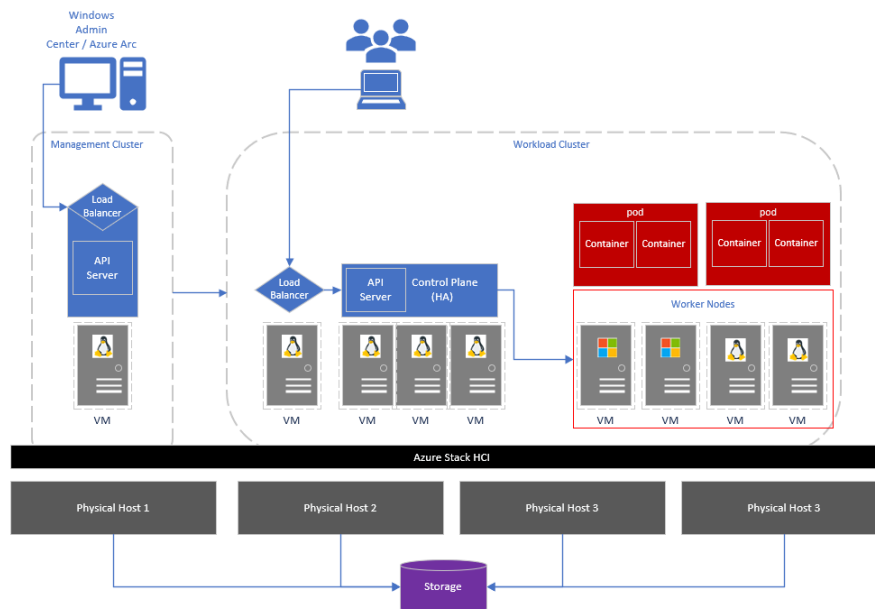 Windows
Admin
Center / Azure Arc
Management Cluster
Workload Cluster
Load
Balancer
API
Server
pod
pod
Container
Container
Container
Container
Load
Balancer
API
Server
Control Plane
(HA)
Worker Nodes
VM
VM
VM
VM
VM
VM
VM
VM
VM
Azure Stack HCI
Physical Host 1
Physical Host 2
Physical Host 3
Physical Host 3
Storage